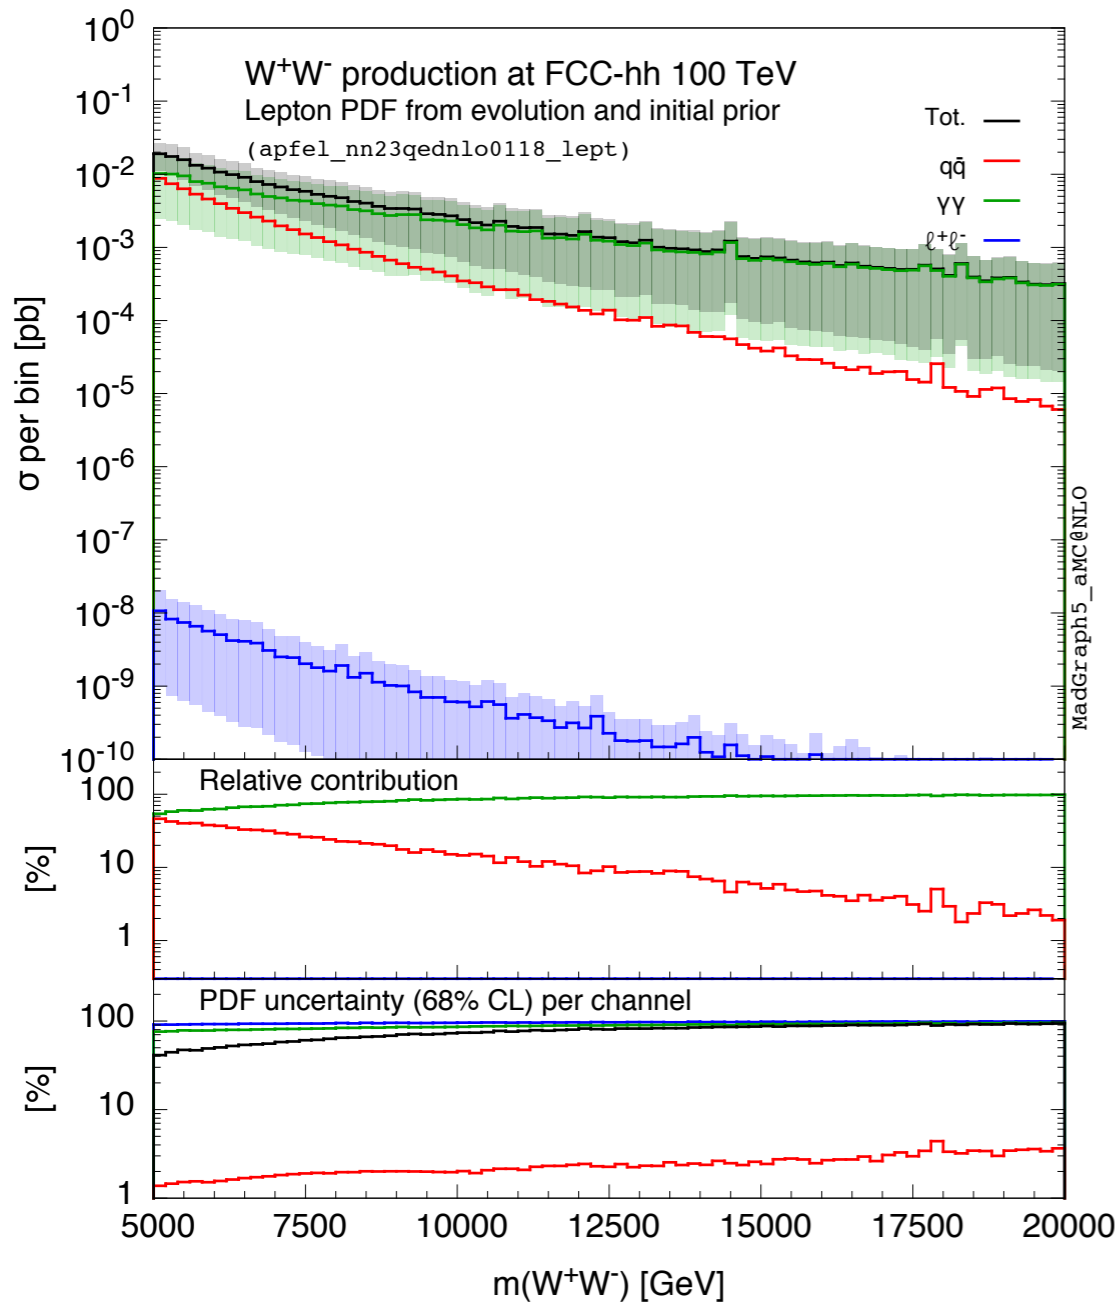 10^0
W^+W^- production at FCC-hh 100 TeV
Lepton PDF from evolution and initial prior
(apfel_nn23qednlo0118_lept)
Tot.
qq̄
γγ
ℓ^+ℓ^-
10^-1
10^-2
10^-3
10^-4
10^-5
10^-6
10^-7
10^-8
10^-9
10^-10
σ per bin [pb]
MadGraph5_aMC@NLO
Relative contribution
100
10
1
[%]
PDF uncertainty (68% CL) per channel
100
10
1
[%]
5000 7500 10000 12500 15000 17500 20000
m(W^+W^-) [GeV]